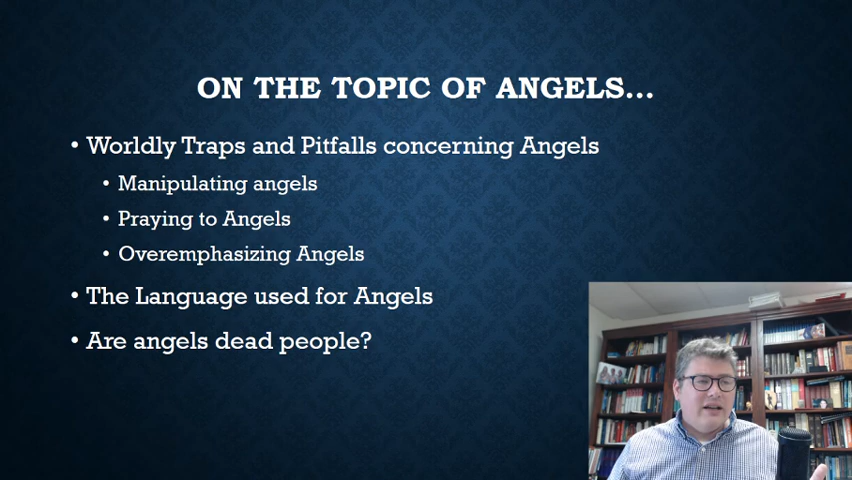 ON THE TOPIC OF ANGELS...
• Worldly Traps and Pitfalls concerning Angels
• Manipulating angels
• Praying to Angels
• Overemphasizing Angels
• The Language used for Angels
• Are angels dead people?